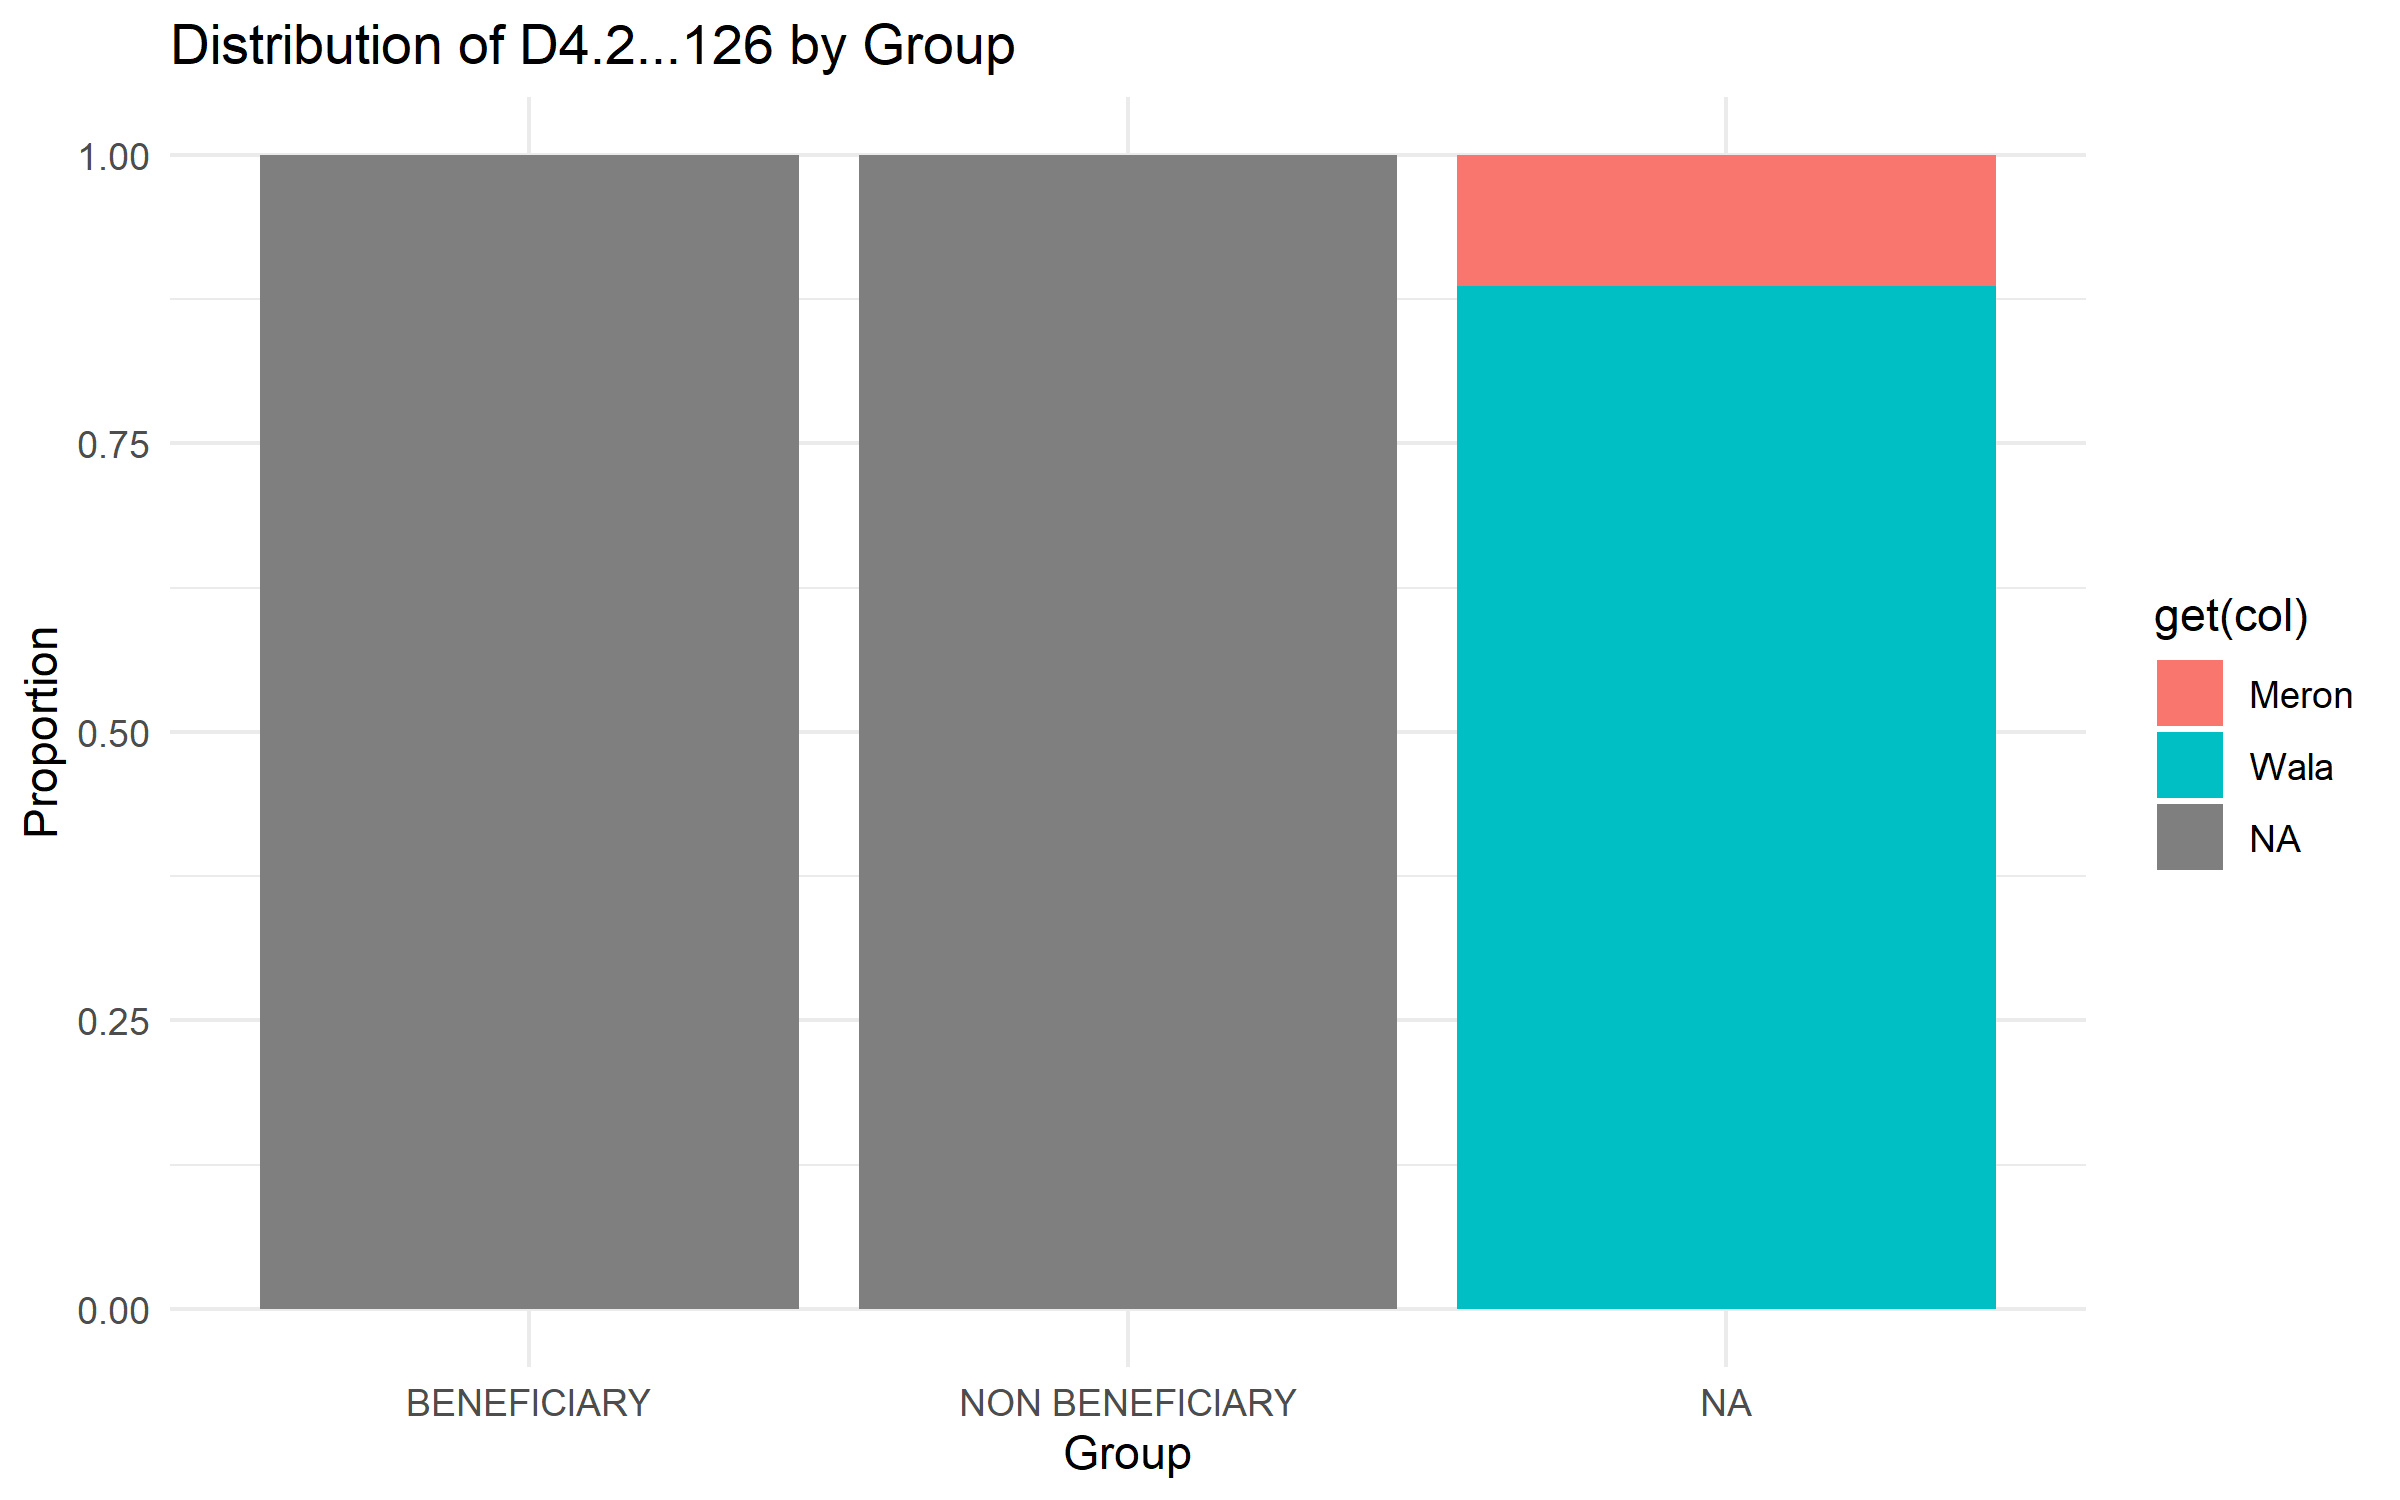 Distribution of D4.2...126 by Group
1.00
0.75
0.50
0.25
0.00
Proportion
BENEFICIARY
NON BENEFICIARY
NA
Group
get(col)
Meron
Wala
NA